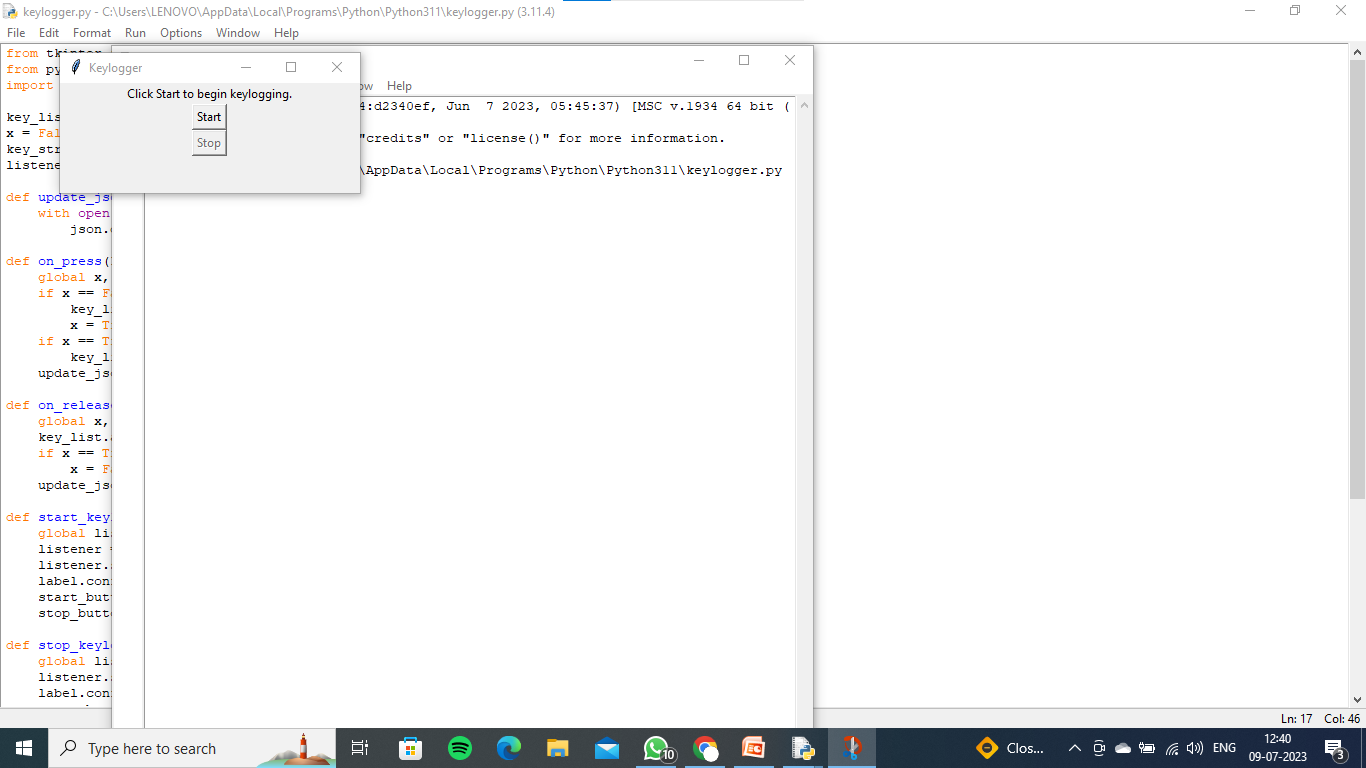 keylogger.py - C:\Users\LENOVO\AppData\Local\Programs\Python\Python311\keylogger.py (3.11.4)
File Edit Format Run Options Window Help
from tkinter
from py
import
key_lis
x = Fal
key_str
listene
def update_js
with open
json.
def on_press(
global x,
if x == F
key_l
x = T
if x == T
key_l
update_js
def on_releas
global x,
key_list.
if x == T
x = F
update_js
def start_key
global li
listener =
listener.
label.con
start_but
stop_butt
def stop_keyl
global li
listener.
label.con
Keylogger
Click Start to begin keylogging.
Start
Stop
ow Help
4:d2340ef, Jun 7 2023, 05:45:37) [MSC v.1934 64 bit (
"credits" or "license()" for more information.
\AppData\Local\Programs\Python\Python311\keylogger.py
Ln: 17 Col: 46
Type here to search
10
Clos...
ENG
12:40
09-07-2023
3